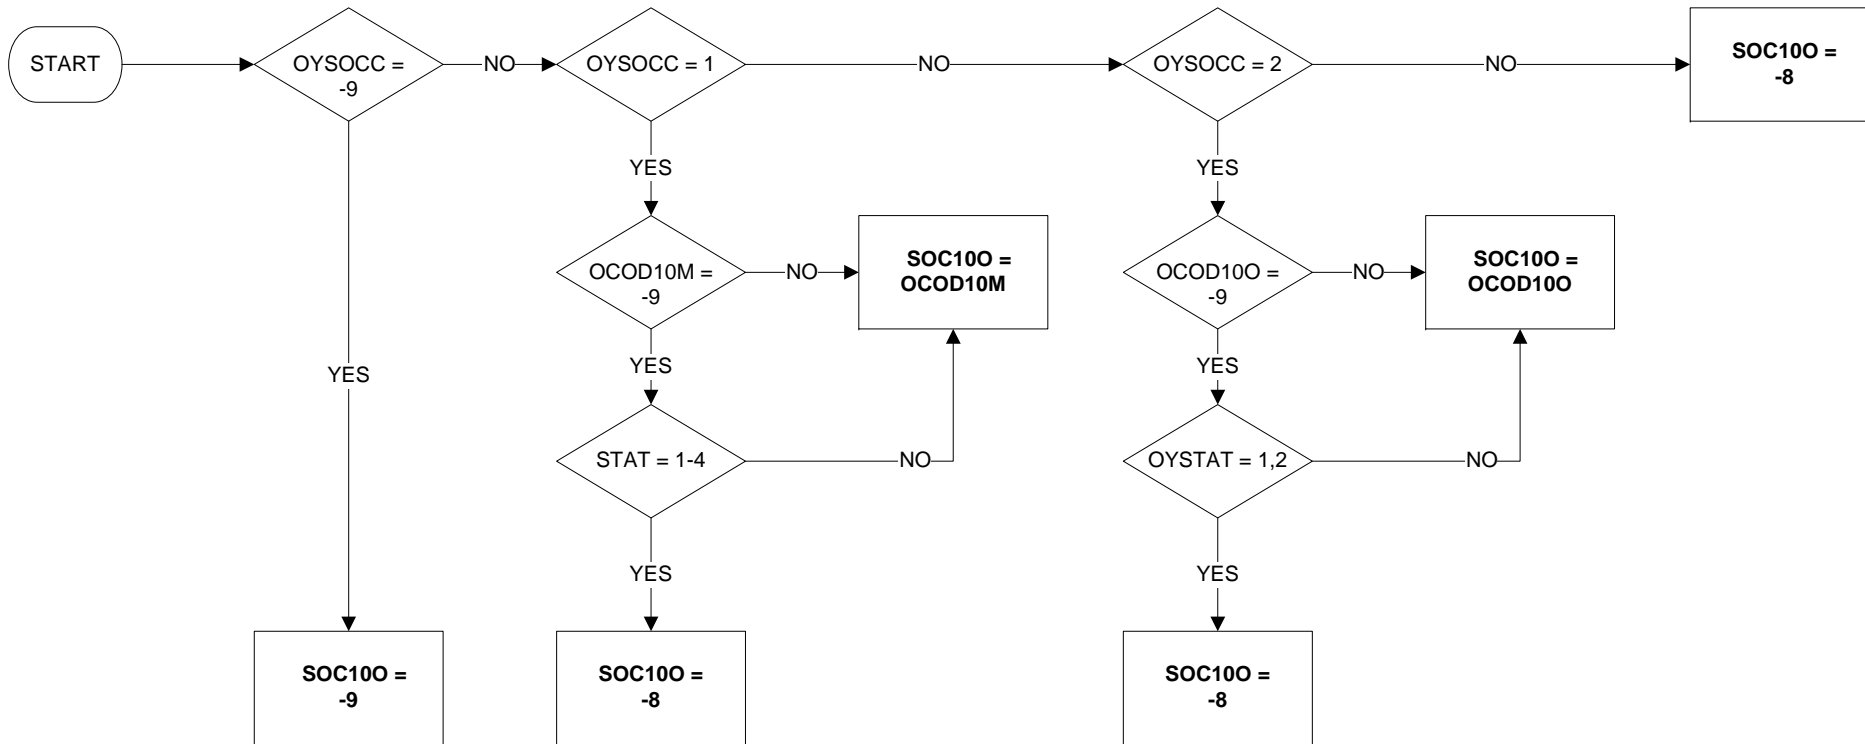 START
OYSOCC =
-9
NO
OYSOCC = 1
NO
OYSOCC = 2
NO
SOC10O =
-8
YES
YES
OCOD10M =
-9
NO
SOC10O =
OCOD10M
OCOD10O =
-9
NO
SOC10O =
OCOD10O
YES
YES
YES
STAT = 1-4
NO
OYSTAT = 1,2
NO
YES
YES
SOC10O =
-9
SOC10O =
-8
SOC10O =
-8